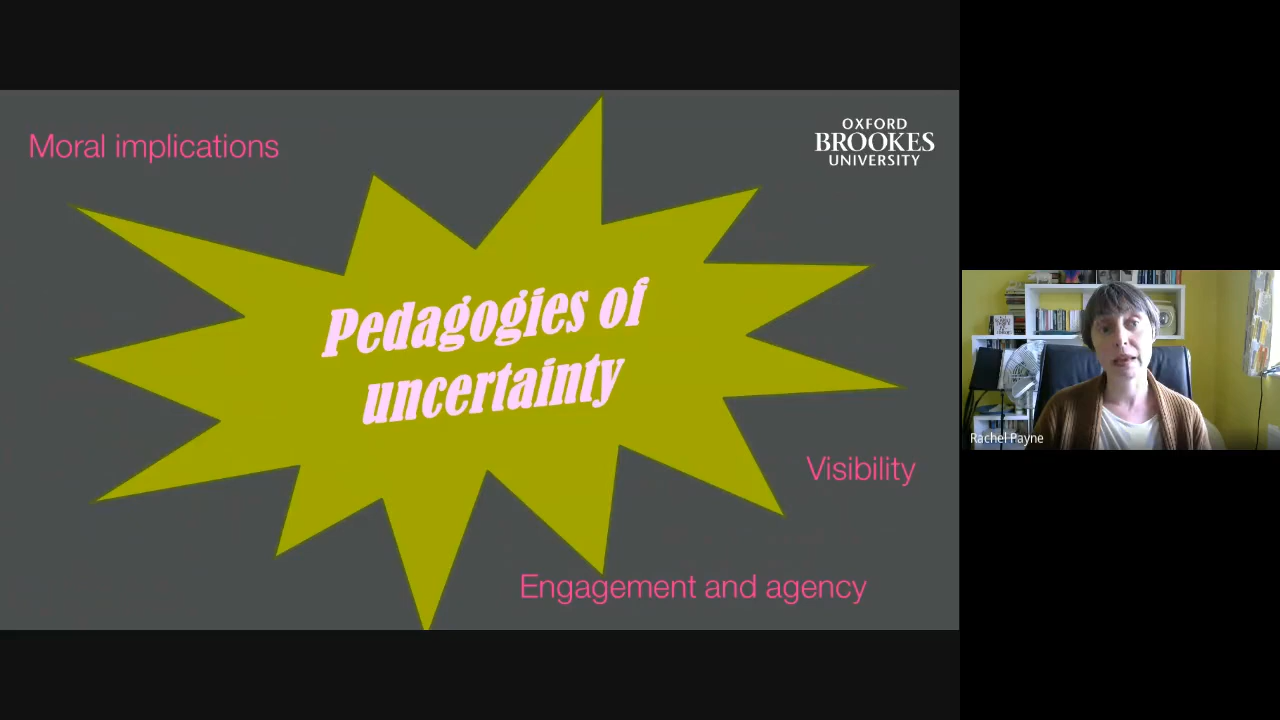 Moral implications
OXFORD
BROOKES
UNIVERSITY
Pedagogies of
uncertainty
Visibility
Engagement and agency
Rachel Payne